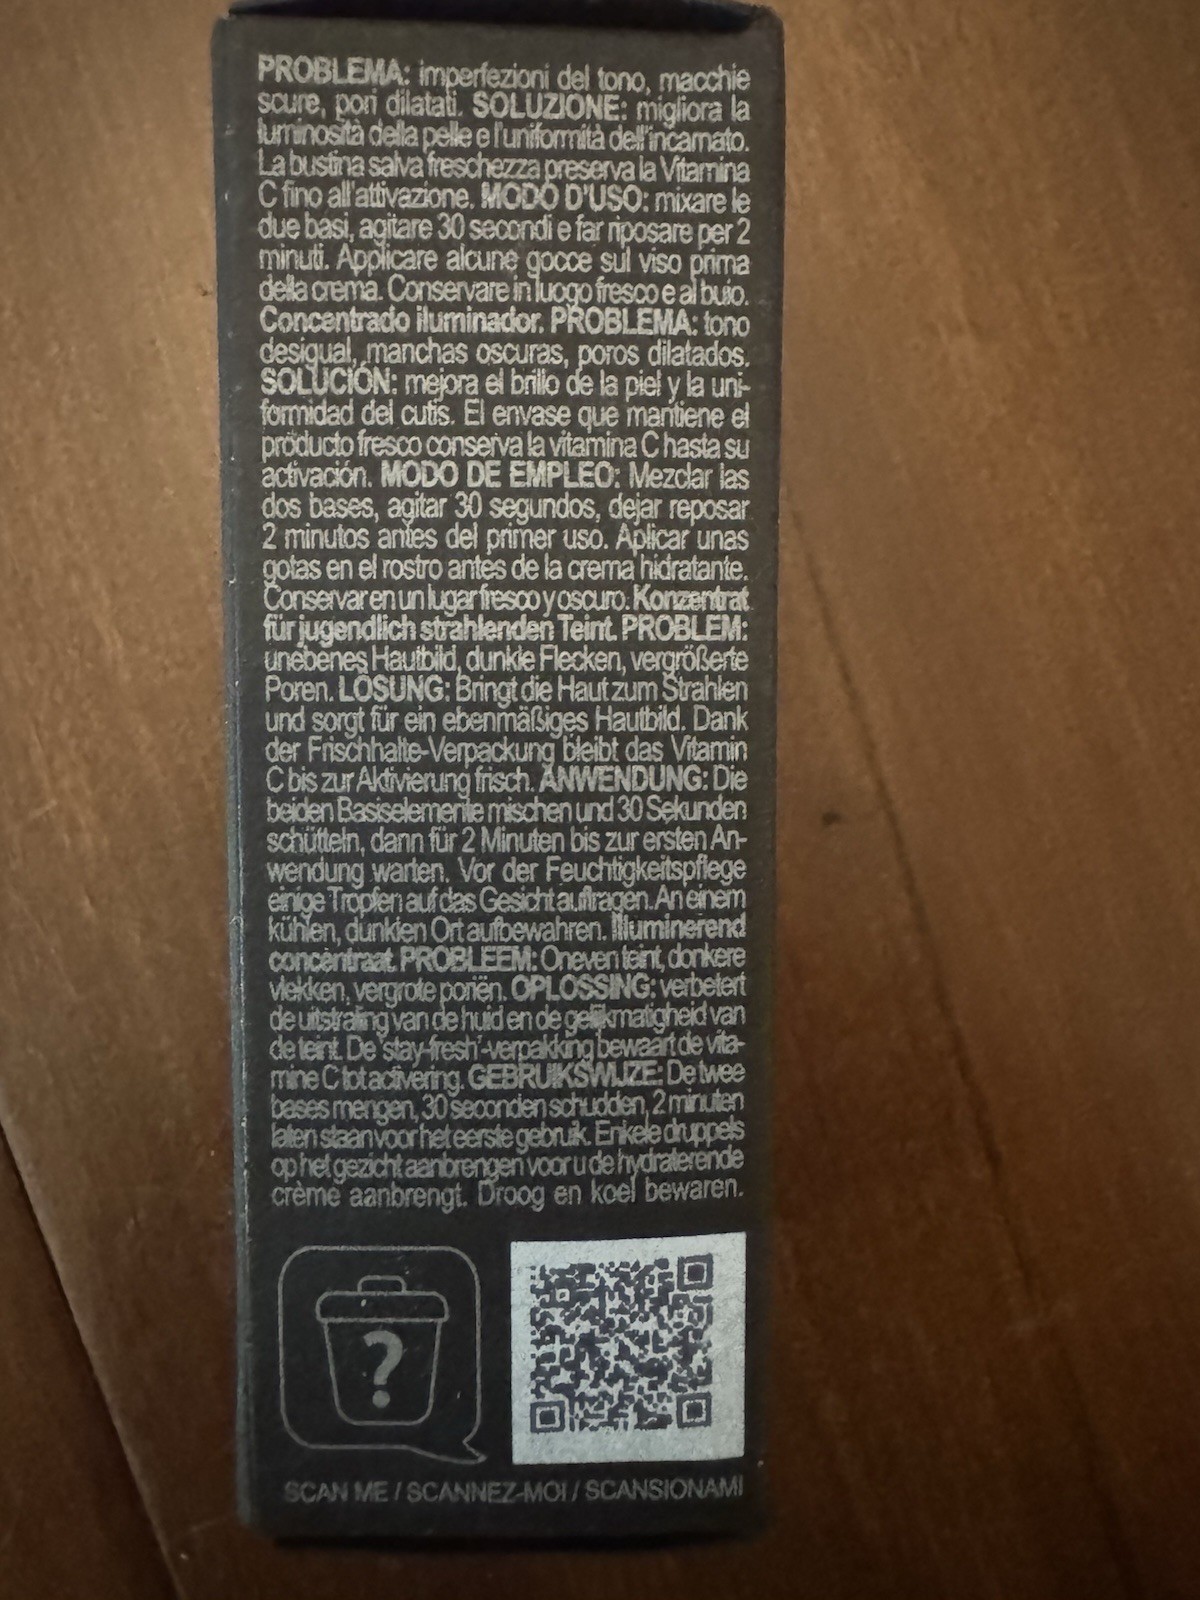 PROBLEMA: imperfezioni del tono, macchie
scure, pori dilatati. SOLUZIONE: migliora la
luminosità della pelle e l'uniformità dell'incarnato.
La bustina salva freschezza preserva la Vitamina
C fino all'attivazione. MODO D'USO: mixare le
due basi, agitare 30 secondi e far riposare per 2
minuti. Applicare alcune gocce sul viso prima
della crema. Conservare in luogo fresco e al buio.
Concentrado iluminador. PROBLEMA: tono
desigual, manchas oscuras, poros dilatados.
SOLUCIÓN: mejora el brillo de la piel y la uni-
formidad del cutis. El envase que mantiene el
producto fresco conserva la vitamina C hasta su
activación. MODO DE EMPLEO: Mezclar las
dos bases, agitar 30 segundos, dejar reposar
2 minutos antes del primer uso. Aplicar unas
gotas en el rostro antes de la crema hidratante.
Conservar en un lugar fresco y oscuro. Konzentrat
für jugendlich strahlenden Teint. PROBLEM:
unebenes Hautbild, dunkle Flecken, vergrößerte
Poren. LÖSUNG: Bringt die Haut zum Strahlen
und sorgt für ein ebenmäßiges Hautbild. Dank
der Frischhalte-Verpackung bleibt das Vitamin
C bis zur Aktivierung frisch. ANWENDUNG: Die
beiden Basiselemente mischen und 30 Sekunden
schütteln, dann für 2 Minuten bis zur ersten An-
wendung warten. Vor der Feuchtigkeitspflege
einige Tropfen auf das Gesicht auftragen. An einem
kühlen, dunklen Ort aufbewahren. Illuminerend
concentraat. PROBLEEM: Oneven teint, donkere
vlekken, vergrote poriën. OPLOSSING: verbetert
de uitstraling van de huid en de gelijkmatigheid van
de teint. De 'stay-fresh'-verpakking bewaart de vita-
mine C tot activering. GEBRUIKSWIJZE: De twee
bases mengen, 30 seconden schudden, 2 minuten
laten staan voor het eerste gebruik. Enkele druppels
op het gezicht aanbrengen voor u de hydraterende
crème aanbrengt. Droog en koel bewaren.
?
SCAN ME / SCANNEZ-MOI / SCANSIONAMI